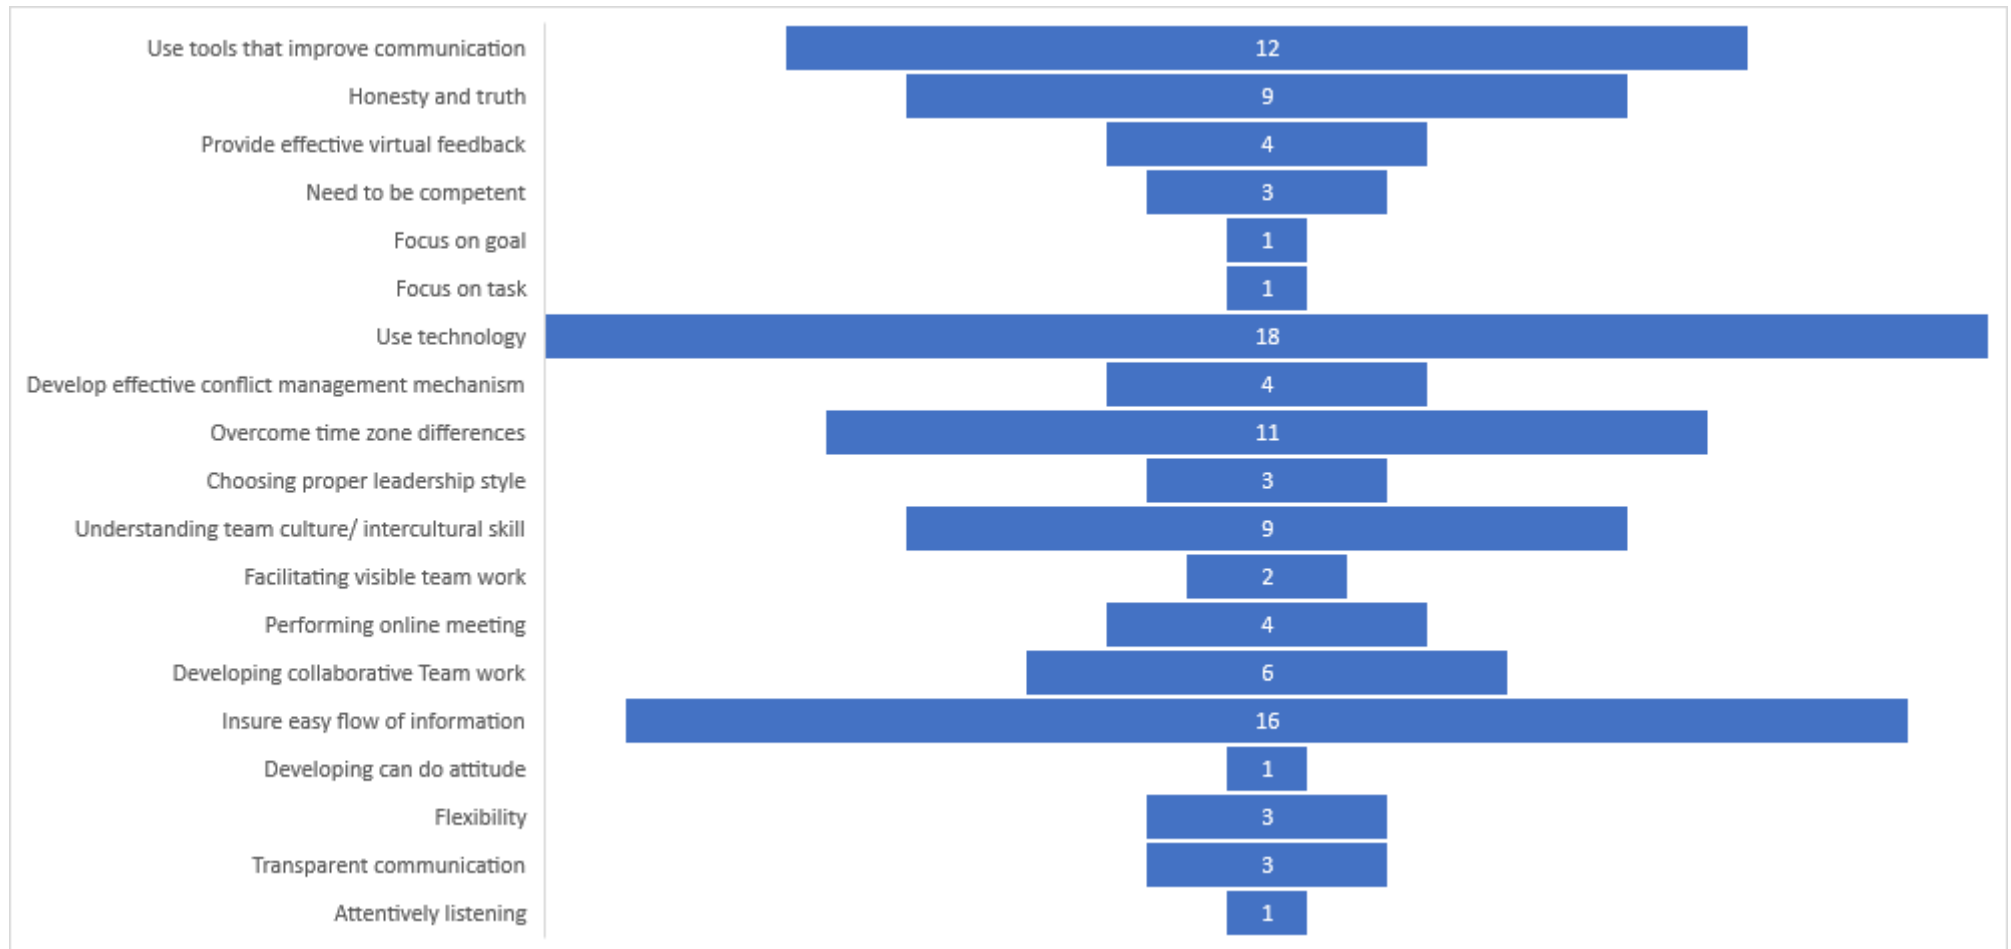 Use tools that improve communication 12
Honesty and truth 9
Provide effective virtual feedback 4
Need to be competent 3
Focus on goal 1
Focus on task 1
Use technology 18
Develop effective conflict management mechanism 4
Overcome time zone differences 11
Choosing proper leadership style 3
Understanding team culture/ intercultural skill 9
Facilitating visible team work 2
Performing online meeting 4
Developing collaborative Team work 6
Insure easy flow of information 16
Developing can do attitude 1
Flexibility 3
Transparent communication 3
Attentively listening 1